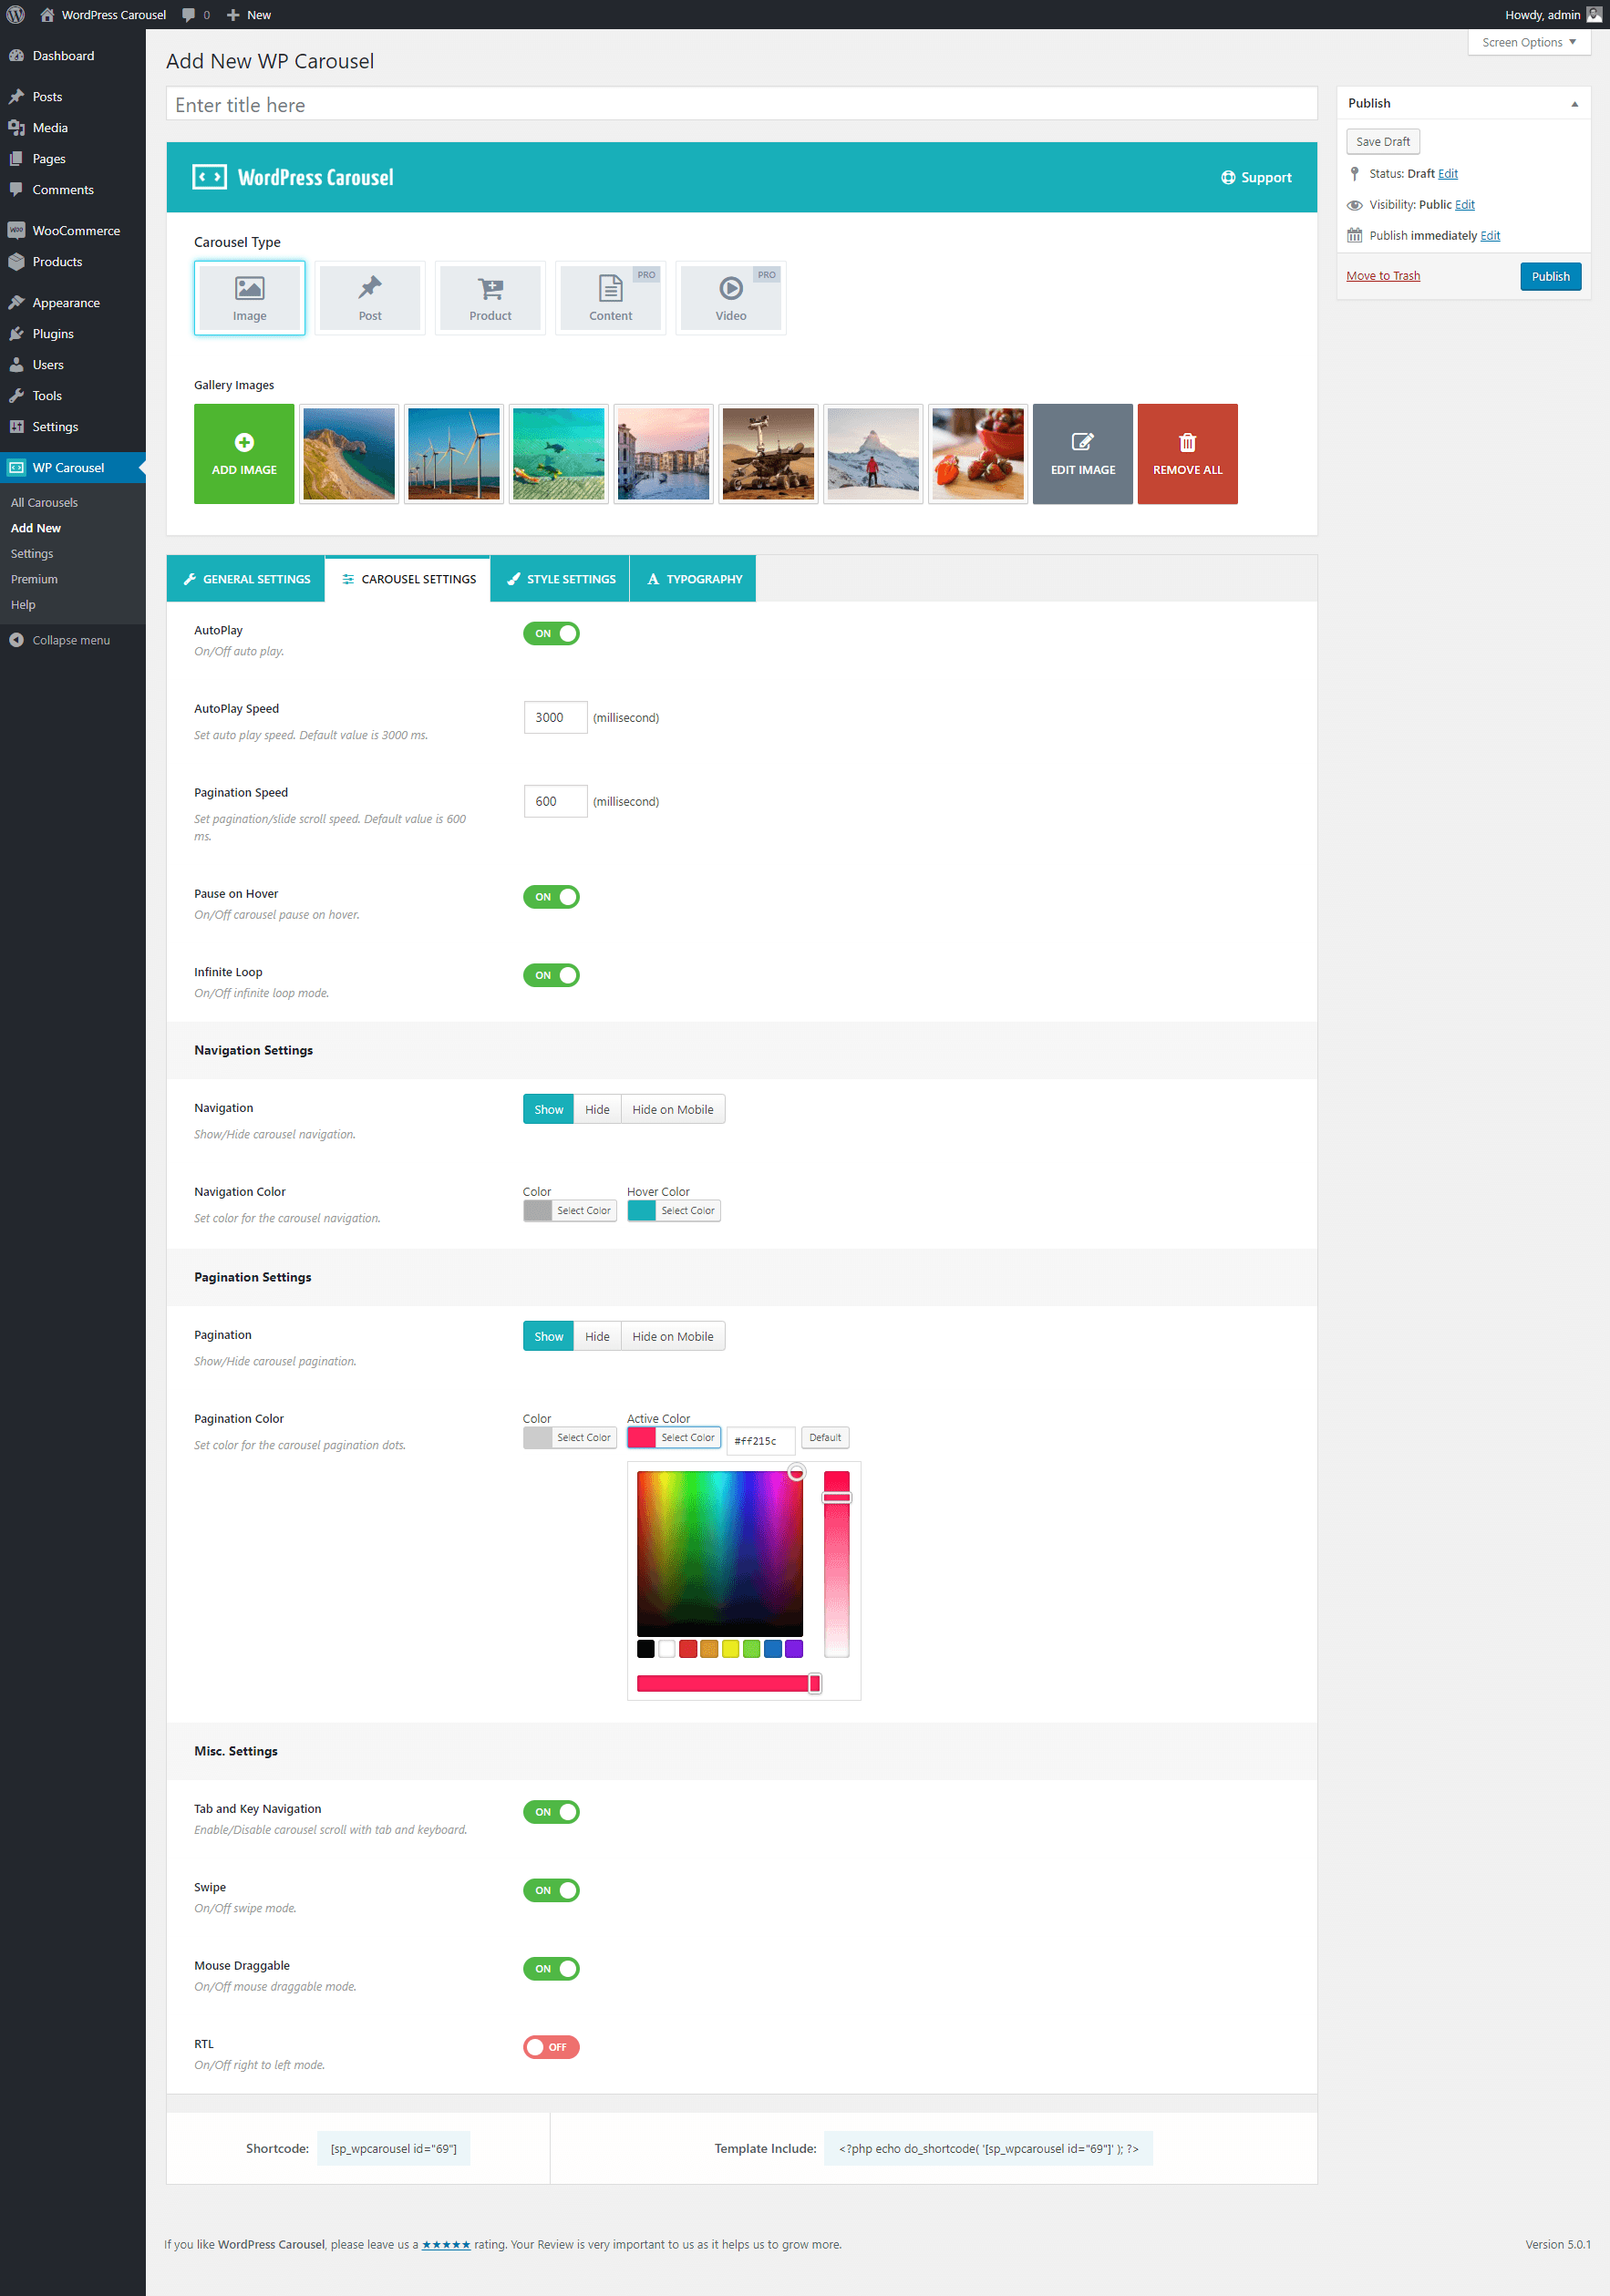 WordPress Carousel 0 New Howdy, admin
Screen Options
Dashboard
Posts
Media
Pages
Comments
WooCommerce
Products
Appearance
Plugins
Users
Tools
Settings
WP Carousel
All Carousels
Add New
Settings
Premium
Help
Collapse menu
Add New WP Carousel
Enter title here
WordPress Carousel
Support
Carousel Type
Image
Post
Product
PRO
Content
PRO
Video
Gallery Images
ADD IMAGE
EDIT IMAGE
REMOVE ALL
Publish
Save Draft
Status: Draft Edit
Visibility: Public Edit
Publish immediately Edit
Move to Trash
Publish
GENERAL SETTINGS
CAROUSEL SETTINGS
STYLE SETTINGS
TYPOGRAPHY
AutoPlay
On/Off auto play.
ON
AutoPlay Speed
Set auto play speed. Default value is 3000 ms.
3000 (millisecond)
Pagination Speed
Set pagination/slide scroll speed. Default value is 600
ms.
600 (millisecond)
Pause on Hover
On/Off carousel pause on hover.
ON
Infinite Loop
On/Off infinite loop mode.
ON
Navigation Settings
Navigation
Show/Hide carousel navigation.
Show Hide Hide on Mobile
Navigation Color
Set color for the carousel navigation.
Color
Select Color
Hover Color
Select Color
Pagination Settings
Pagination
Show/Hide carousel pagination.
Show Hide Hide on Mobile
Pagination Color
Set color for the carousel pagination dots.
Color
Select Color
Active Color
Select Color #ff215c Default
Misc. Settings
Tab and Key Navigation
Enable/Disable carousel scroll with tab and keyboard.
ON
Swipe
On/Off swipe mode.
ON
Mouse Draggable
On/Off mouse draggable mode.
ON
RTL
On/Off right to left mode.
OFF
Shortcode: [sp_wpcarousel id="69"]
Template Include: <?php echo do_shortcode( '[sp_wpcarousel id="69"]' ); ?>
If you like WordPress Carousel, please leave us a ★★★★★ rating. Your Review is very important to us as it helps us to grow more.
Version 5.0.1